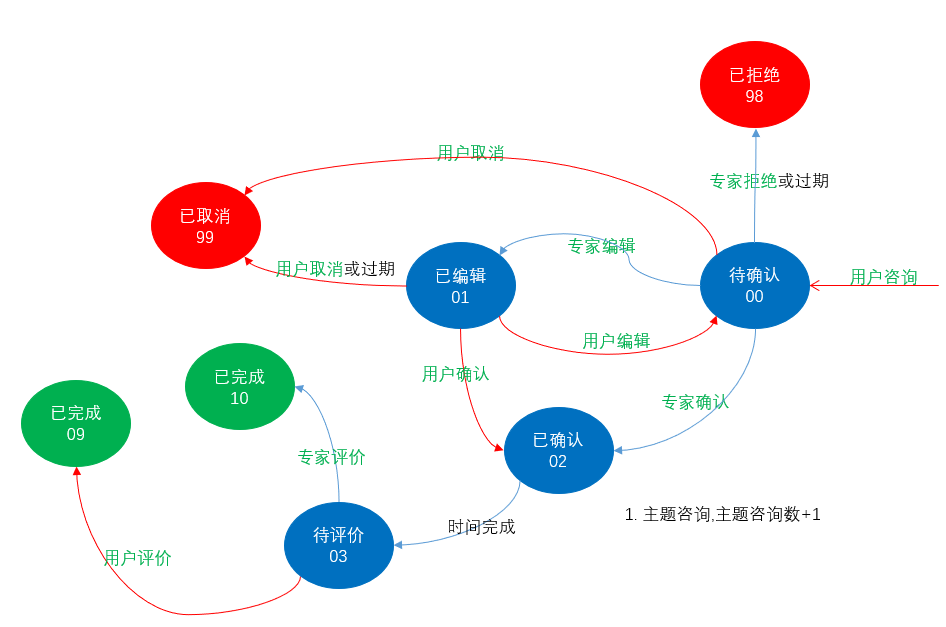 已拒绝
98
用户取消
专家拒绝或过期
已取消
99
专家编辑
用户取消或过期
已编辑
01
待确认
00
用户咨询
用户编辑
用户确认
已完成
10
专家确认
已完成
09
已确认
02
专家评价
1. 主题咨询,主题咨询数+1
时间完成
待评价
03
用户评价